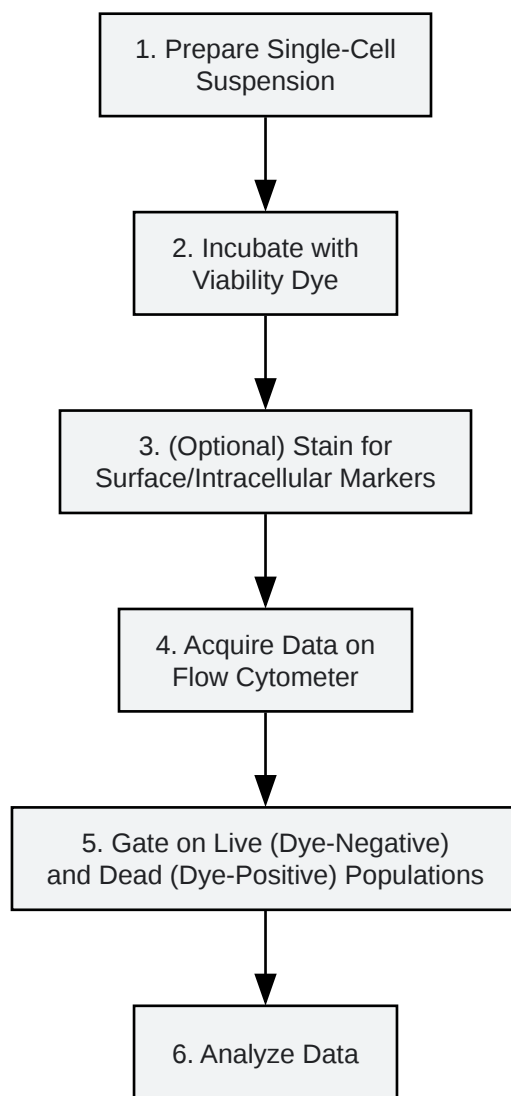 1. Prepare Single-Cell
Suspension
2. Incubate with
Viability Dye
3. (Optional) Stain for
Surface/Intracellular Markers
4. Acquire Data on
Flow Cytometer
5. Gate on Live (Dye-Negative)
and Dead (Dye-Positive) Populations
6. Analyze Data